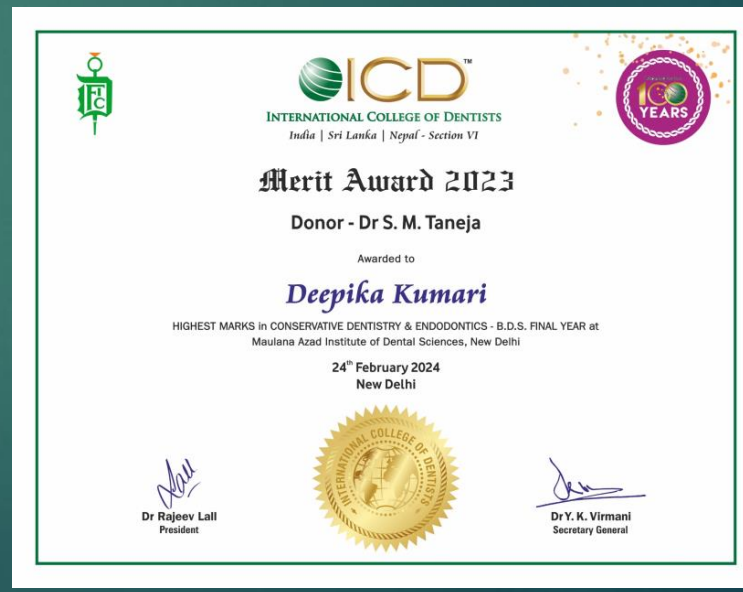 ICD™
INTERNATIONAL COLLEGE OF DENTISTS
India | Sri Lanka | Nepal - Section VI
100
YEARS
Merit Award 2023
Donor - Dr S. M. Taneja
Awarded to
Deepika Kumari
HIGHEST MARKS in CONSERVATIVE DENTISTRY & ENDODONTICS - B.D.S. FINAL YEAR at
Maulana Azad Institute of Dental Sciences, New Delhi
24th February 2024
New Delhi
INTERNATIONAL COLLEGE OF DENTISTS
Dr Rajeev Lall
President
Dr Y. K. Virmani
Secretary General